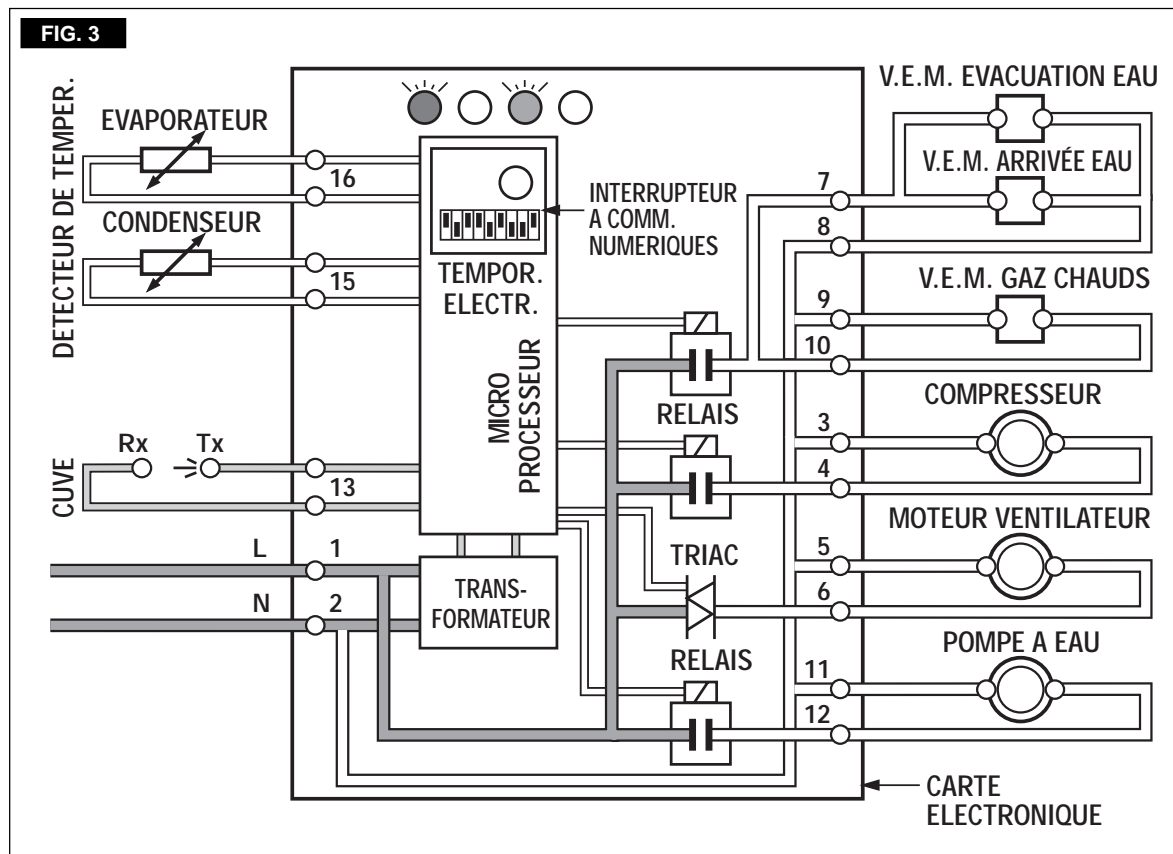 FIG. 3
DETECTEUR DE TEMPER.
EVAPORATEUR
16
CONDENSEUR
15
CUVE
Rx
Tx
13
L
1
N
2
TEMPOR.
ELECTR.
MICRO
PROCESSEUR
TRANS-
FORMATEUR
INTERRUPTEUR
A COMM.
NUMERIQUES
RELAIS
TRIAC
RELAIS
V.E.M. EVACUATION EAU
V.E.M. ARRIVÉE EAU
7
8
V.E.M. GAZ CHAUDS
9
10
COMPRESSEUR
3
4
MOTEUR VENTILATEUR
5
6
POMPE A EAU
11
12
CARTE
ELECTRONIQUE